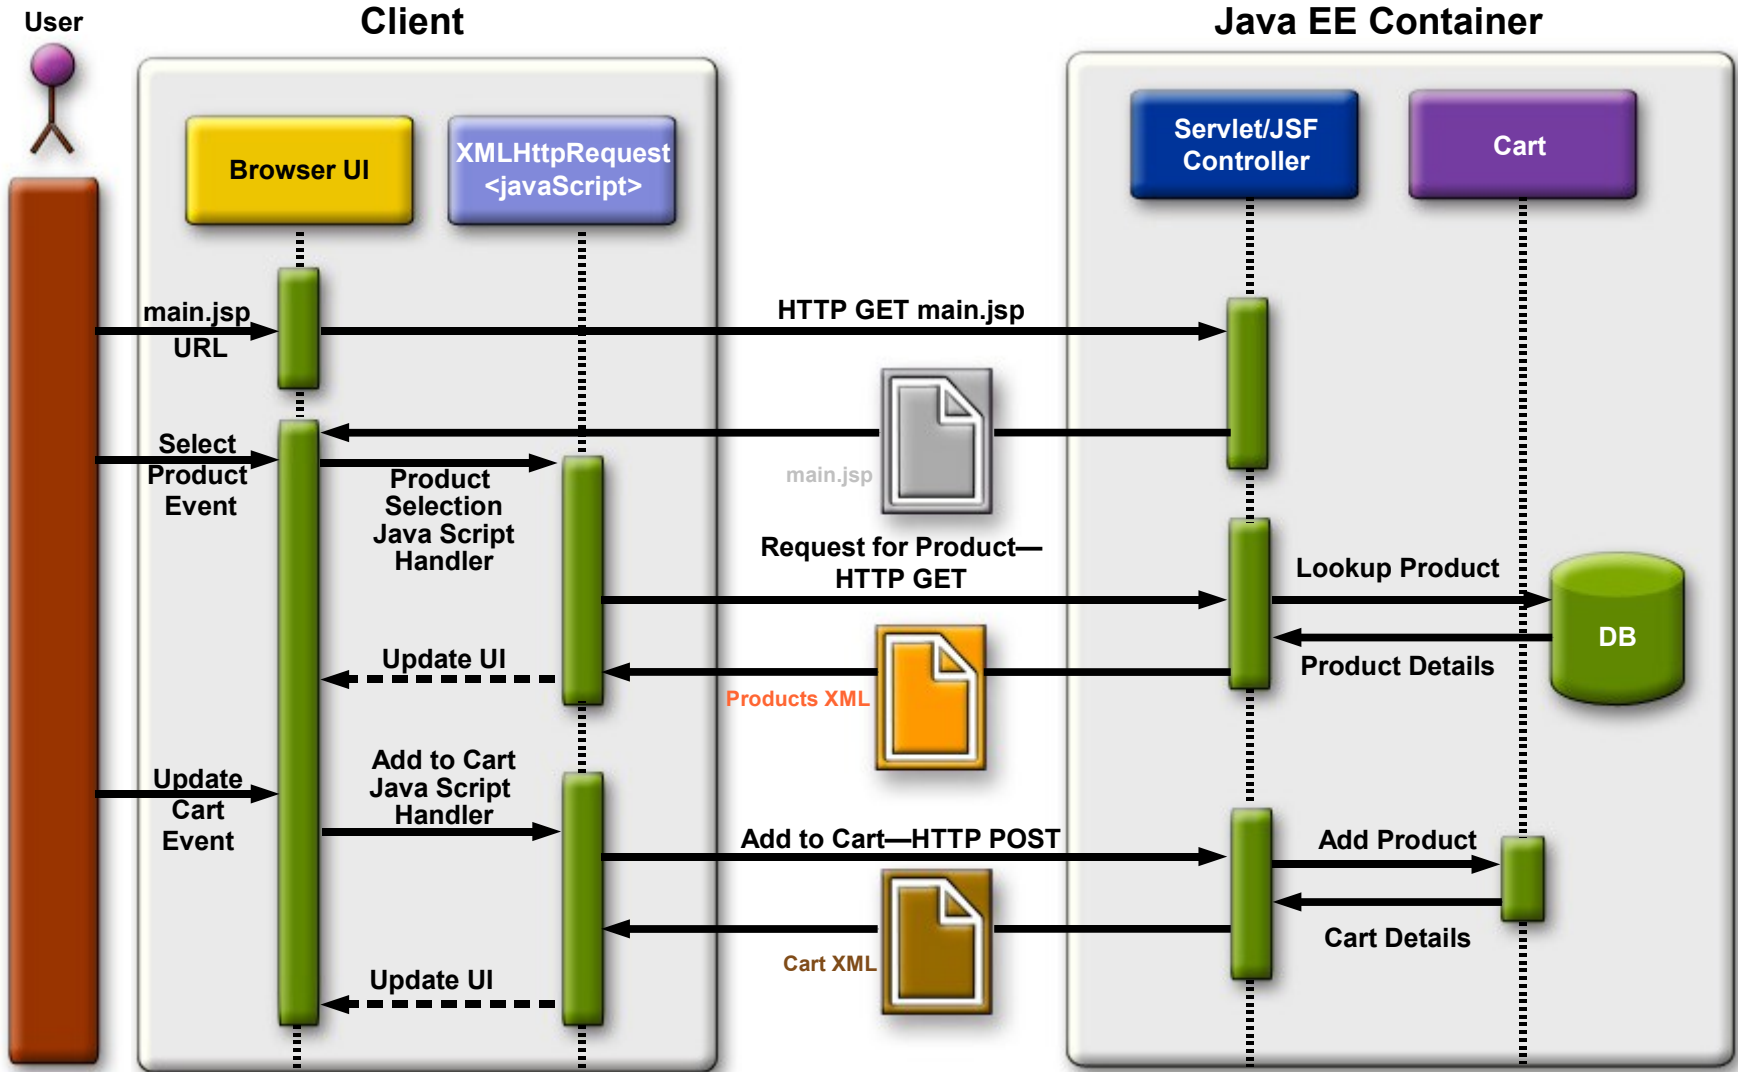 User
Client
Java EE Container
Browser UI
XMLHttpRequest
<javaScript>
Servlet/JSF
Controller
Cart
main.jsp
URL
HTTP GET main.jsp
main.jsp
Select
Product
Event
Product
Selection
Java Script
Handler
Request for Product—
HTTP GET
Lookup Product
DB
Product Details
Products XML
Update UI
Update
Cart
Event
Add to Cart
Java Script
Handler
Add to Cart—HTTP POST
Add Product
Cart Details
Cart XML
Update UI